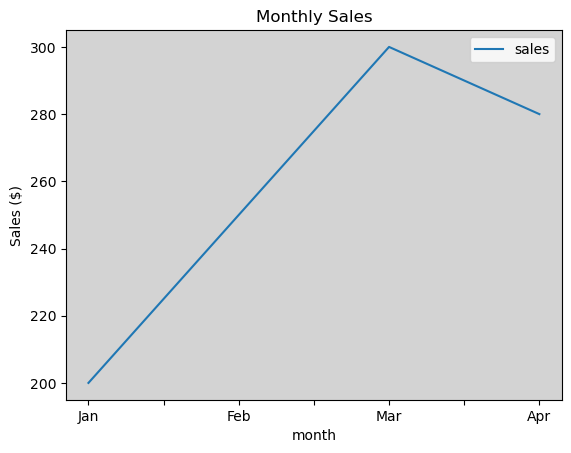 Monthly Sales
sales
300
280
260
240
220
200
Sales ($)
Jan Feb Mar Apr
month